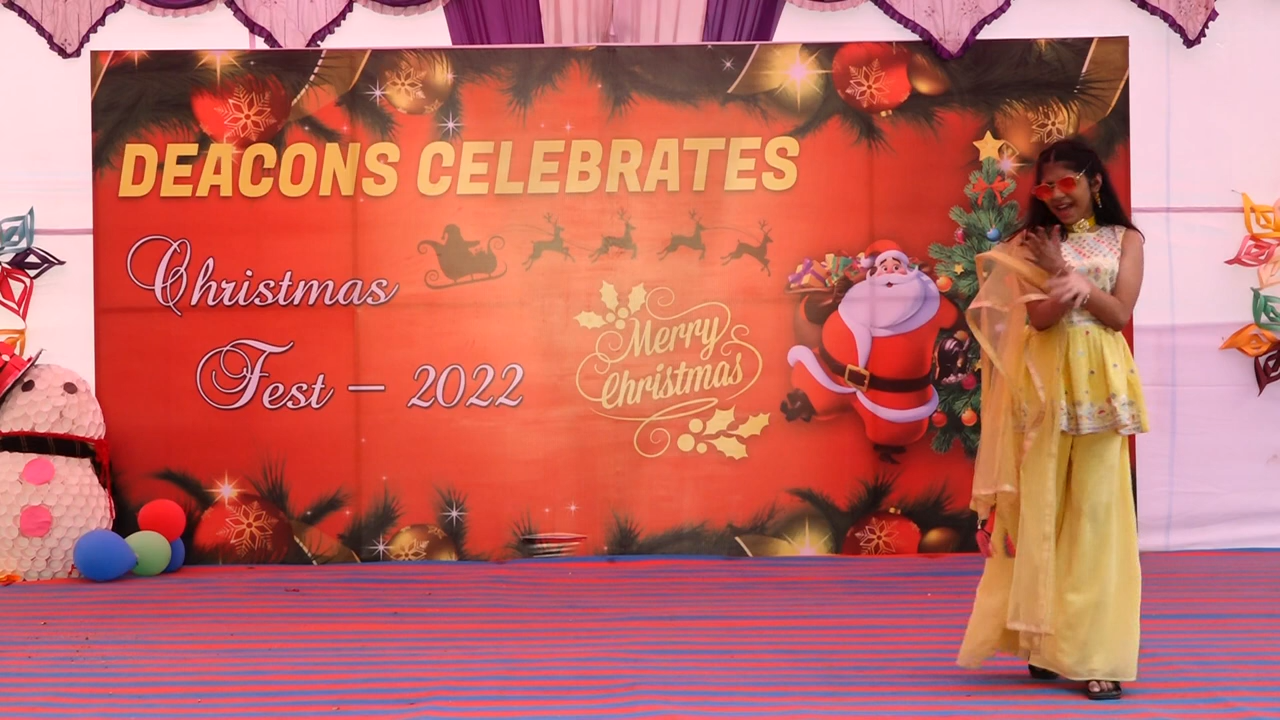 DEACONS CELEBRATES
Christmas
Fest – 2022
Merry
Christmas